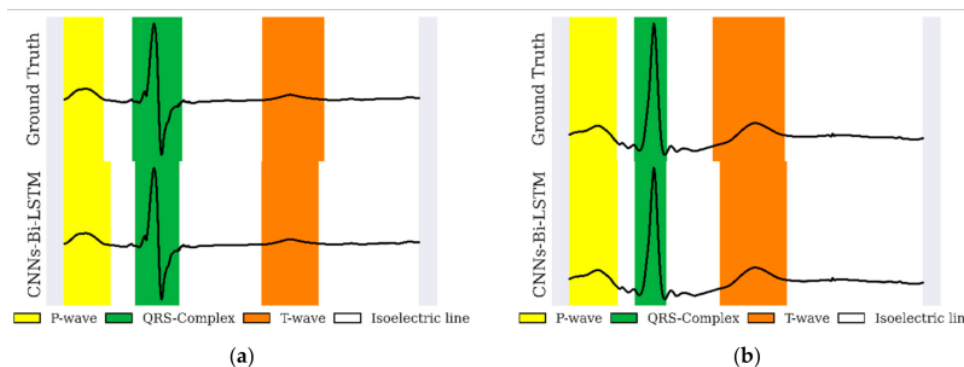 Ground Truth
CNNs-Bi-LSTM
P-wave QRS-Complex T-wave Isoelectric line
(a)
Ground Truth
CNNs-Bi-LSTM
P-wave QRS-Complex T-wave Isoelectric lin
(b)